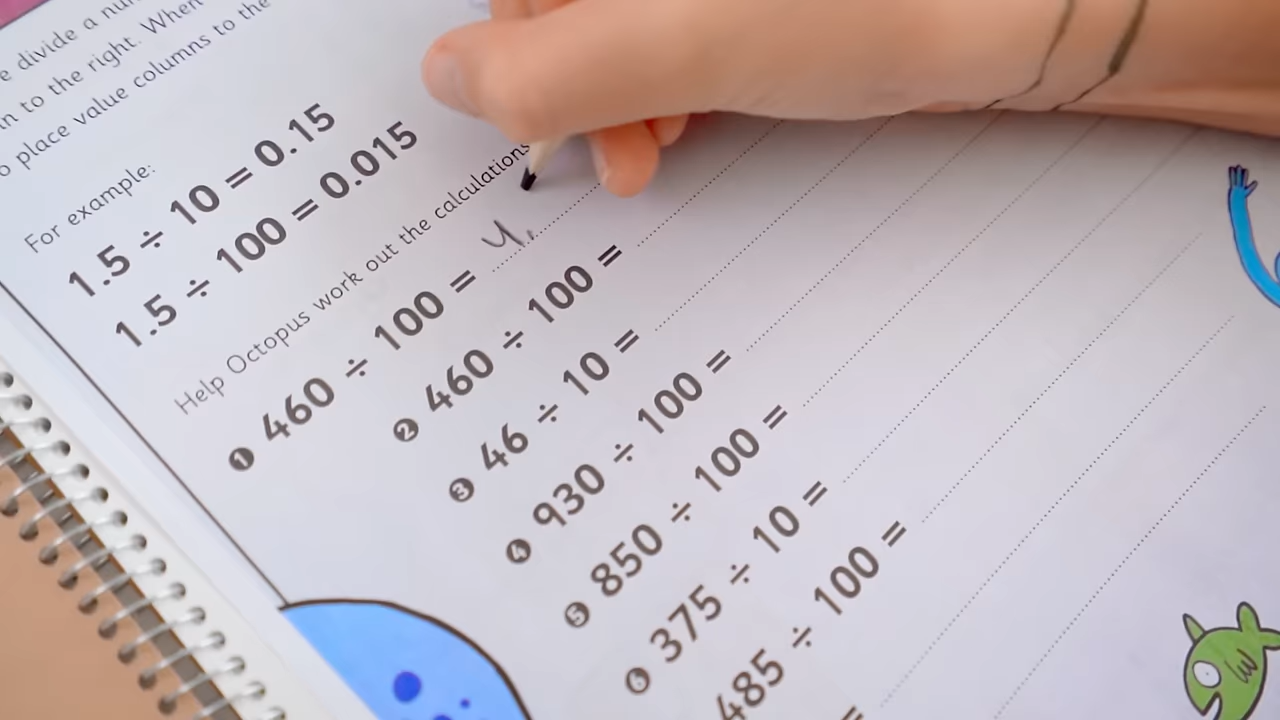 e divide a nu
n to the right. When
o place value columns to the
For example:
1.5 ÷ 10 = 0.15
1.5 ÷ 100 = 0.015
Help Octopus work out the calculations
1 460 ÷ 100 = 4.
2 460 ÷ 100 =
3 46 ÷ 10 =
4 930 ÷ 100 =
5 850 ÷ 100 =
6 375 ÷ 10 =
485 ÷ 100 =
=